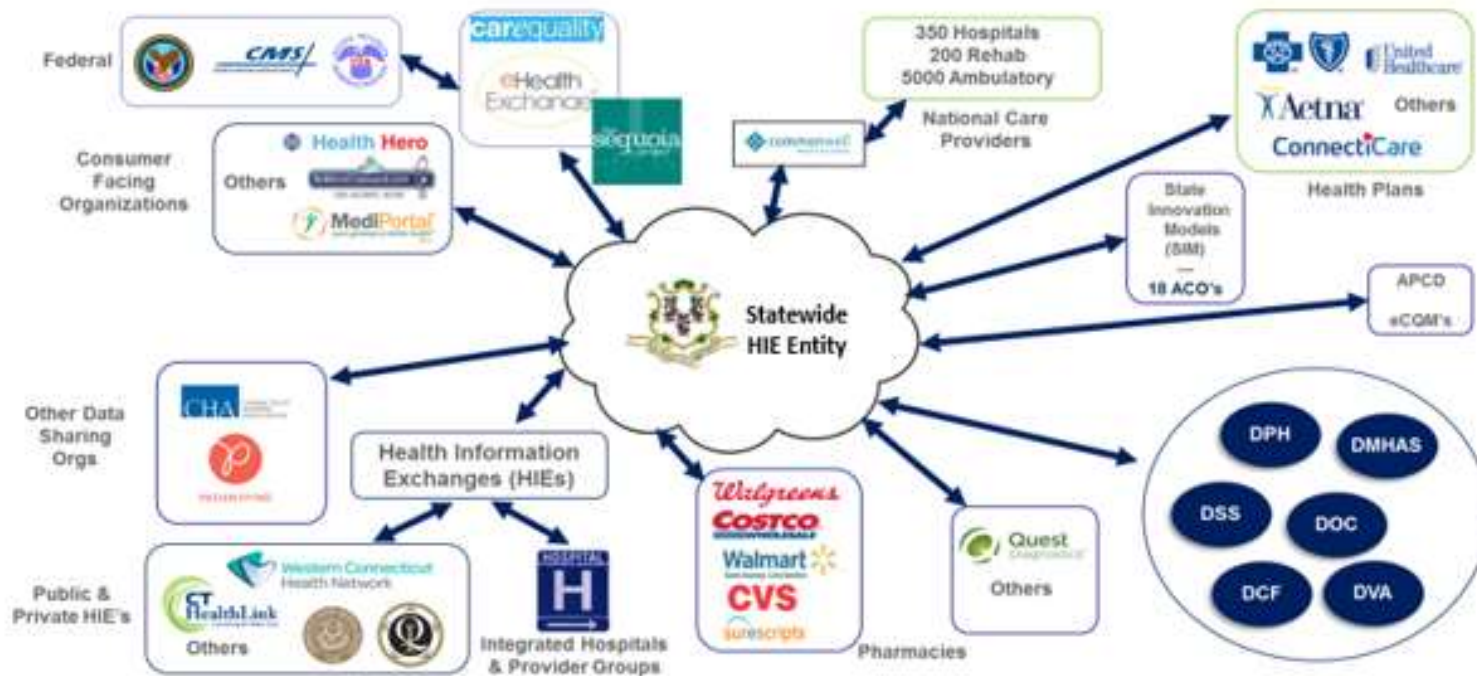 Federal
CMS
carequality
eHealth
Exchange
sequoia
350 Hospitals
200 Rehab
5000 Ambulatory
National Care
Providers
commonwell
United
Healthcare
Aetna
Others
ConnectiCare
Health Plans
Consumer
Facing
Organizations
Health Hero
Others
MediPortal
State
Innovation
Models
(SIM)
18 ACO's
APCD
eCQM's
Statewide
HIE Entity
Other Data
Sharing
Orgs
CHA
Health Information
Exchanges (HIEs)
Public &
Private HIE's
Western Connecticut
Health Network
CT
HealthLink
Others
HOSPITAL
H
Integrated Hospitals
& Provider Groups
Walgreens
COSTCO
WHOLESALE
Walmart
CVS
surescripts
Pharmacies
Quest
Diagnostics
Others
DPH
DMHAS
DSS
DOC
DCF
DVA